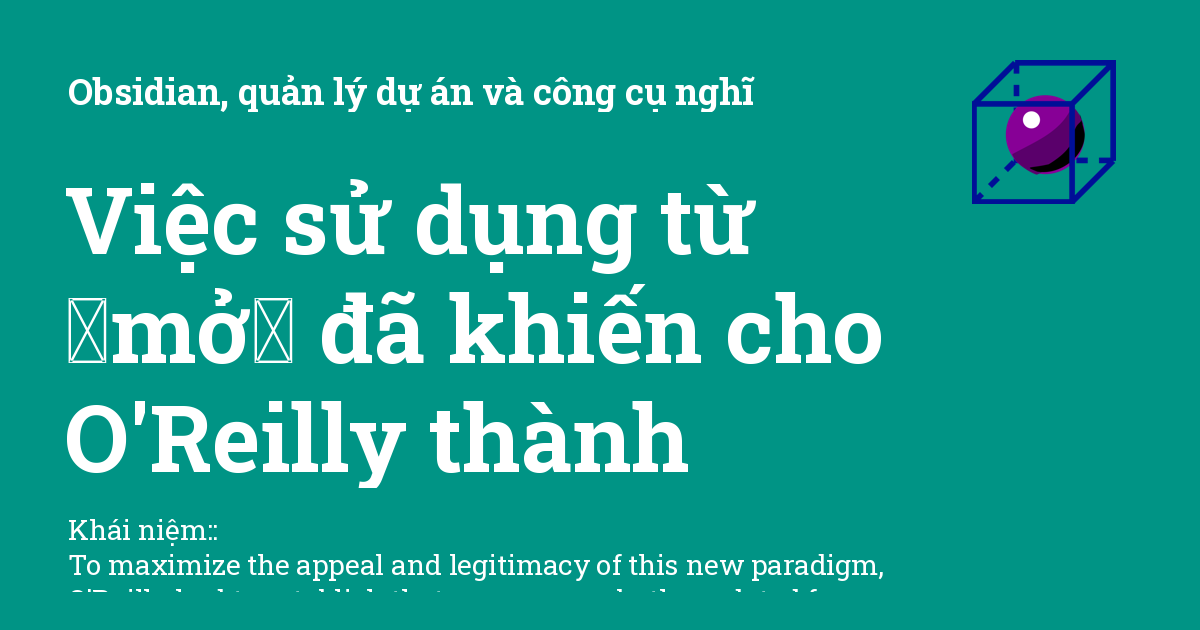 Obsidian, quản lý dự án và công cụ nghĩ
Việc sử dụng từ
mở đã khiến cho
O'Reilly thành
Khái niệm::
To maximize the appeal and legitimacy of this new paradigm,